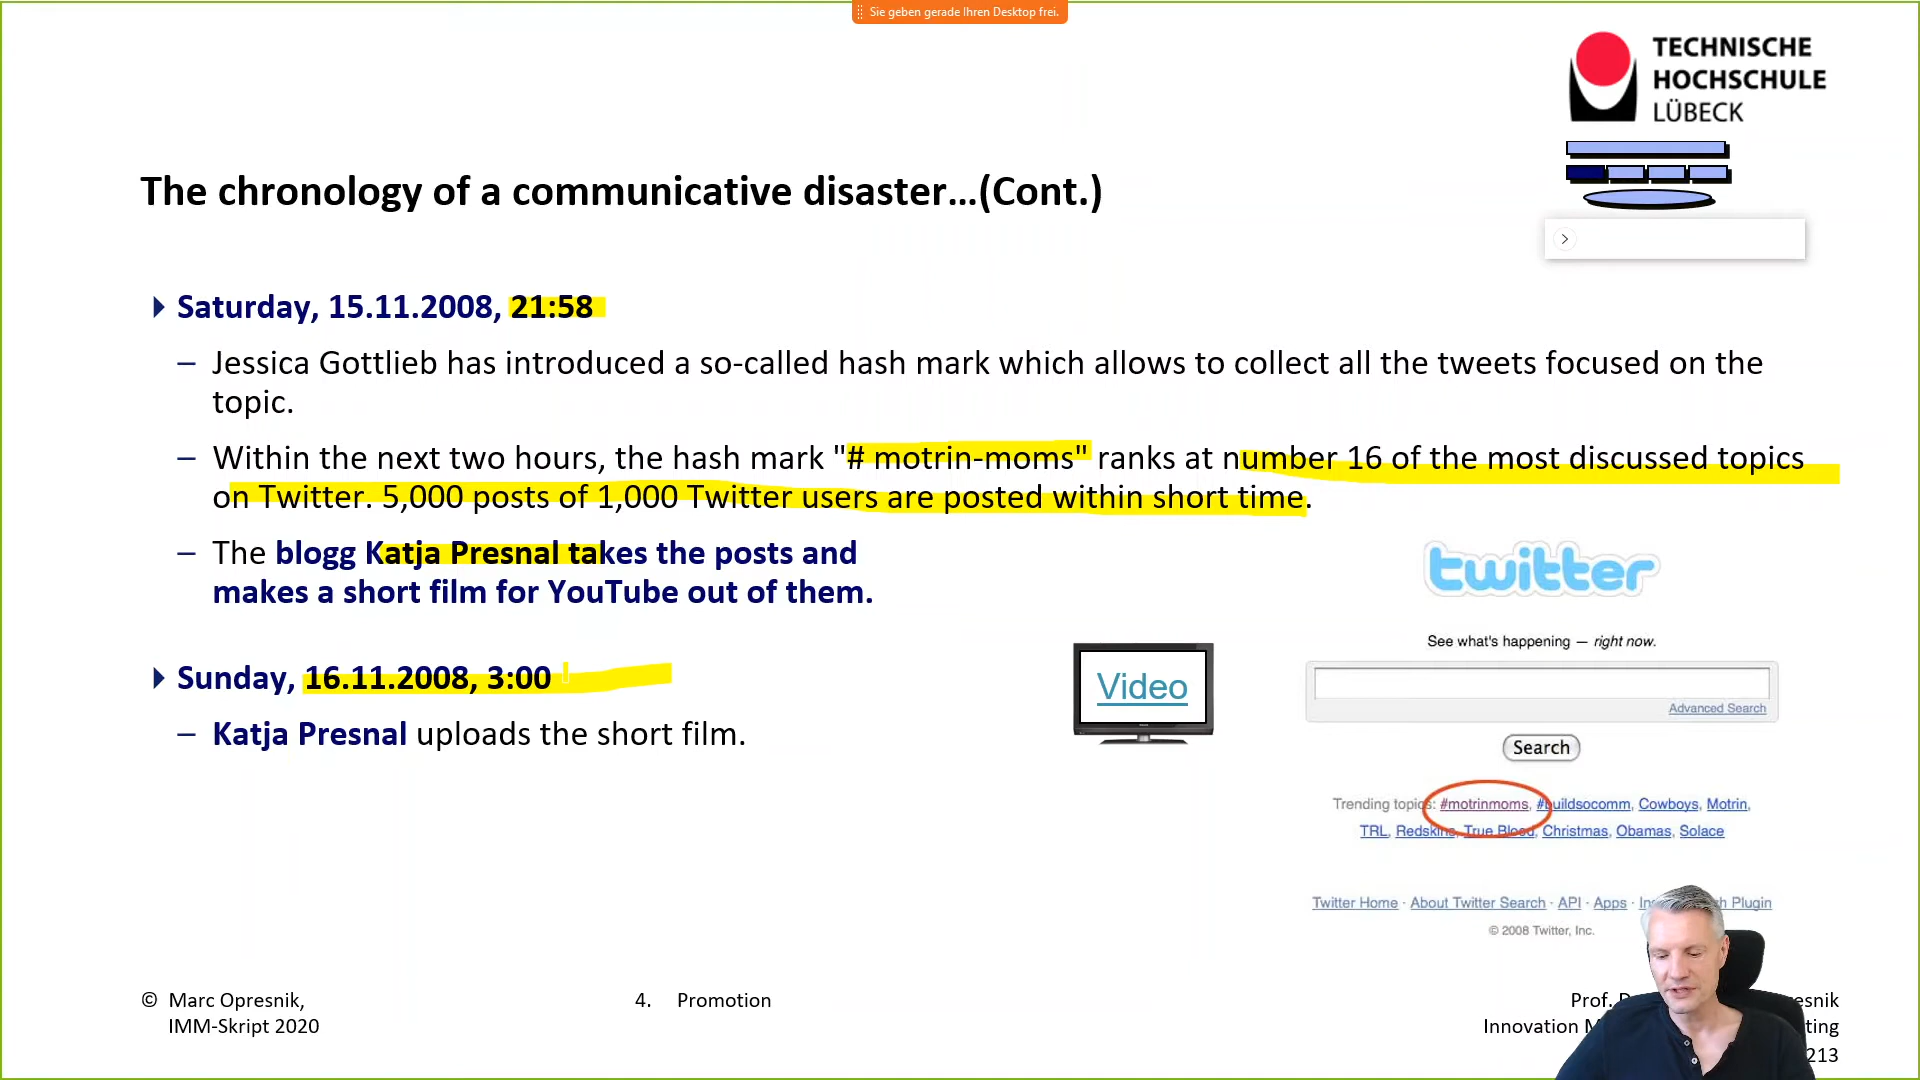 Sie geben gerade Ihren Desktop frei.
TECHNISCHE
HOCHSCHULE
LÜBECK
The chronology of a communicative disaster...(Cont.)
Saturday, 15.11.2008, 21:58
– Jessica Gottlieb has introduced a so-called hash mark which allows to collect all the tweets focused on the
topic.
– Within the next two hours, the hash mark "# motrin-moms" ranks at number 16 of the most discussed topics
on Twitter. 5,000 posts of 1,000 Twitter users are posted within short time.
– The blogg Katja Presnal takes the posts and
makes a short film for YouTube out of them.
Sunday, 16.11.2008, 3:00
– Katja Presnal uploads the short film.
Video
twitter
See what's happening — right now.
Advanced Search
Search
Trending topics: #motrinmoms, #buildsocomm, Cowboys, Motrin,
TRL, Redskins, True Blood, Christmas, Obamas, Solace
Twitter Home · About Twitter Search · API · Apps · Plugin
© 2008 Twitter, Inc.
© Marc Opresnik,
IMM-Skript 2020
4. Promotion
Prof.
Innovation
213